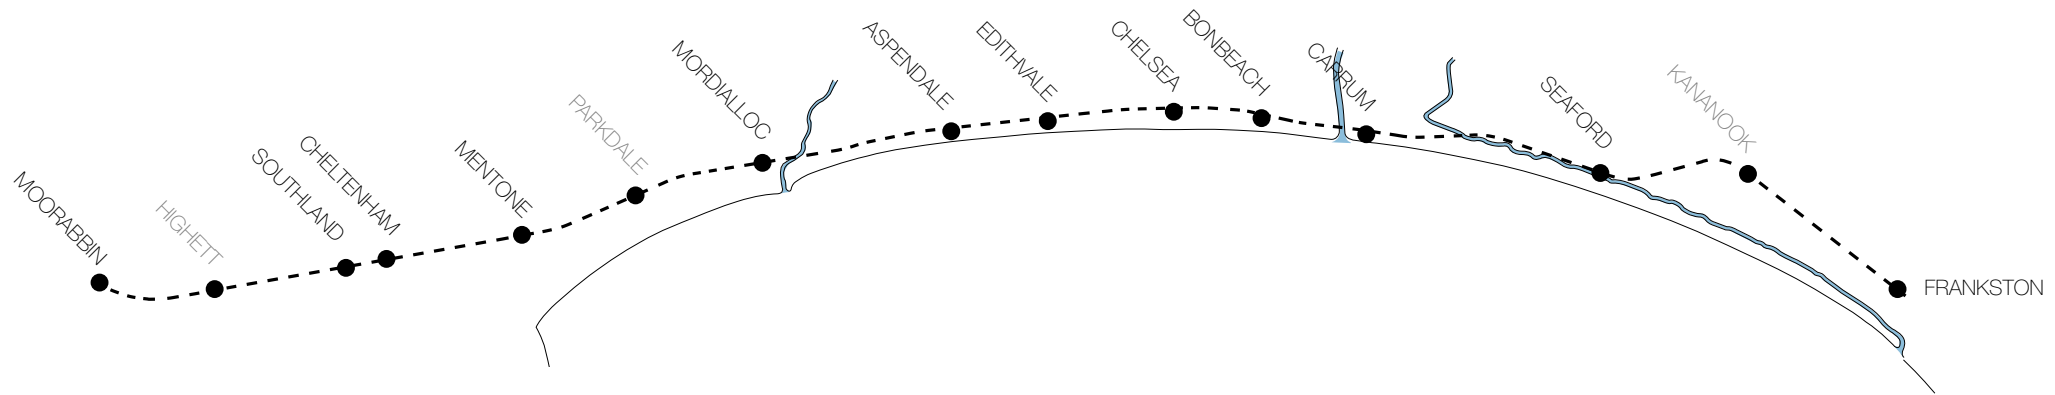 MOORABBIN
HIGHETT
SOUTHLAND
CHELTENHAM
MENTONE
PARKDALE
MORDIALLOC
ASPENDALE
EDITHVALE
CHELSEA
BONBEACH
CARRUM
SEAFORD
KANANOOK
FRANKSTON